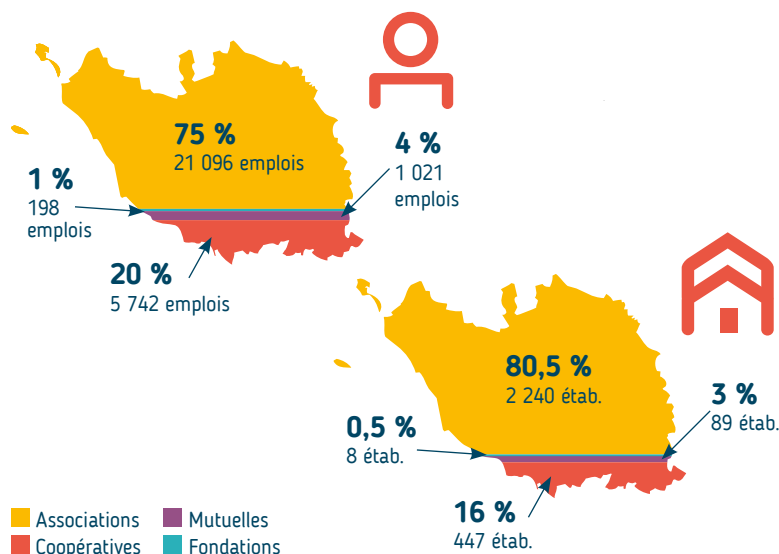 75 %
21 096 emplois
4 %
1 021
emplois
1 %
198
emplois
20 %
5 742 emplois
80,5 %
2 240 étab.
3 %
89 étab.
0,5 %
8 étab.
16 %
447 étab.
Associations
Mutuelles
Coopératives
Fondations